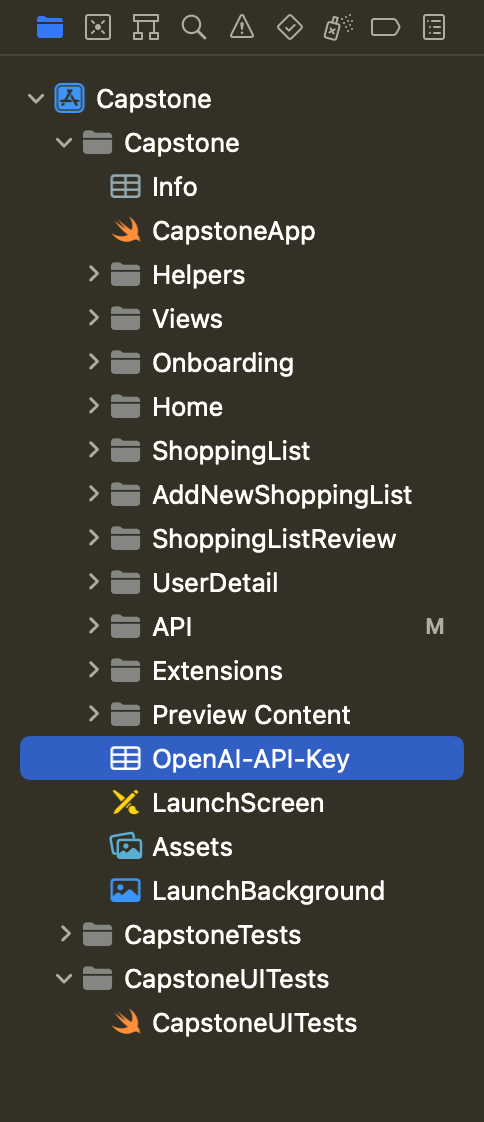 Capstone
Capstone
Info
CapstoneApp
Helpers
Views
Onboarding
Home
ShoppingList
AddNewShoppingList
ShoppingListReview
UserDetail
API M
Extensions
Preview Content
OpenAI-API-Key
LaunchScreen
Assets
LaunchBackground
CapstoneTests
CapstoneUITests
CapstoneUITests